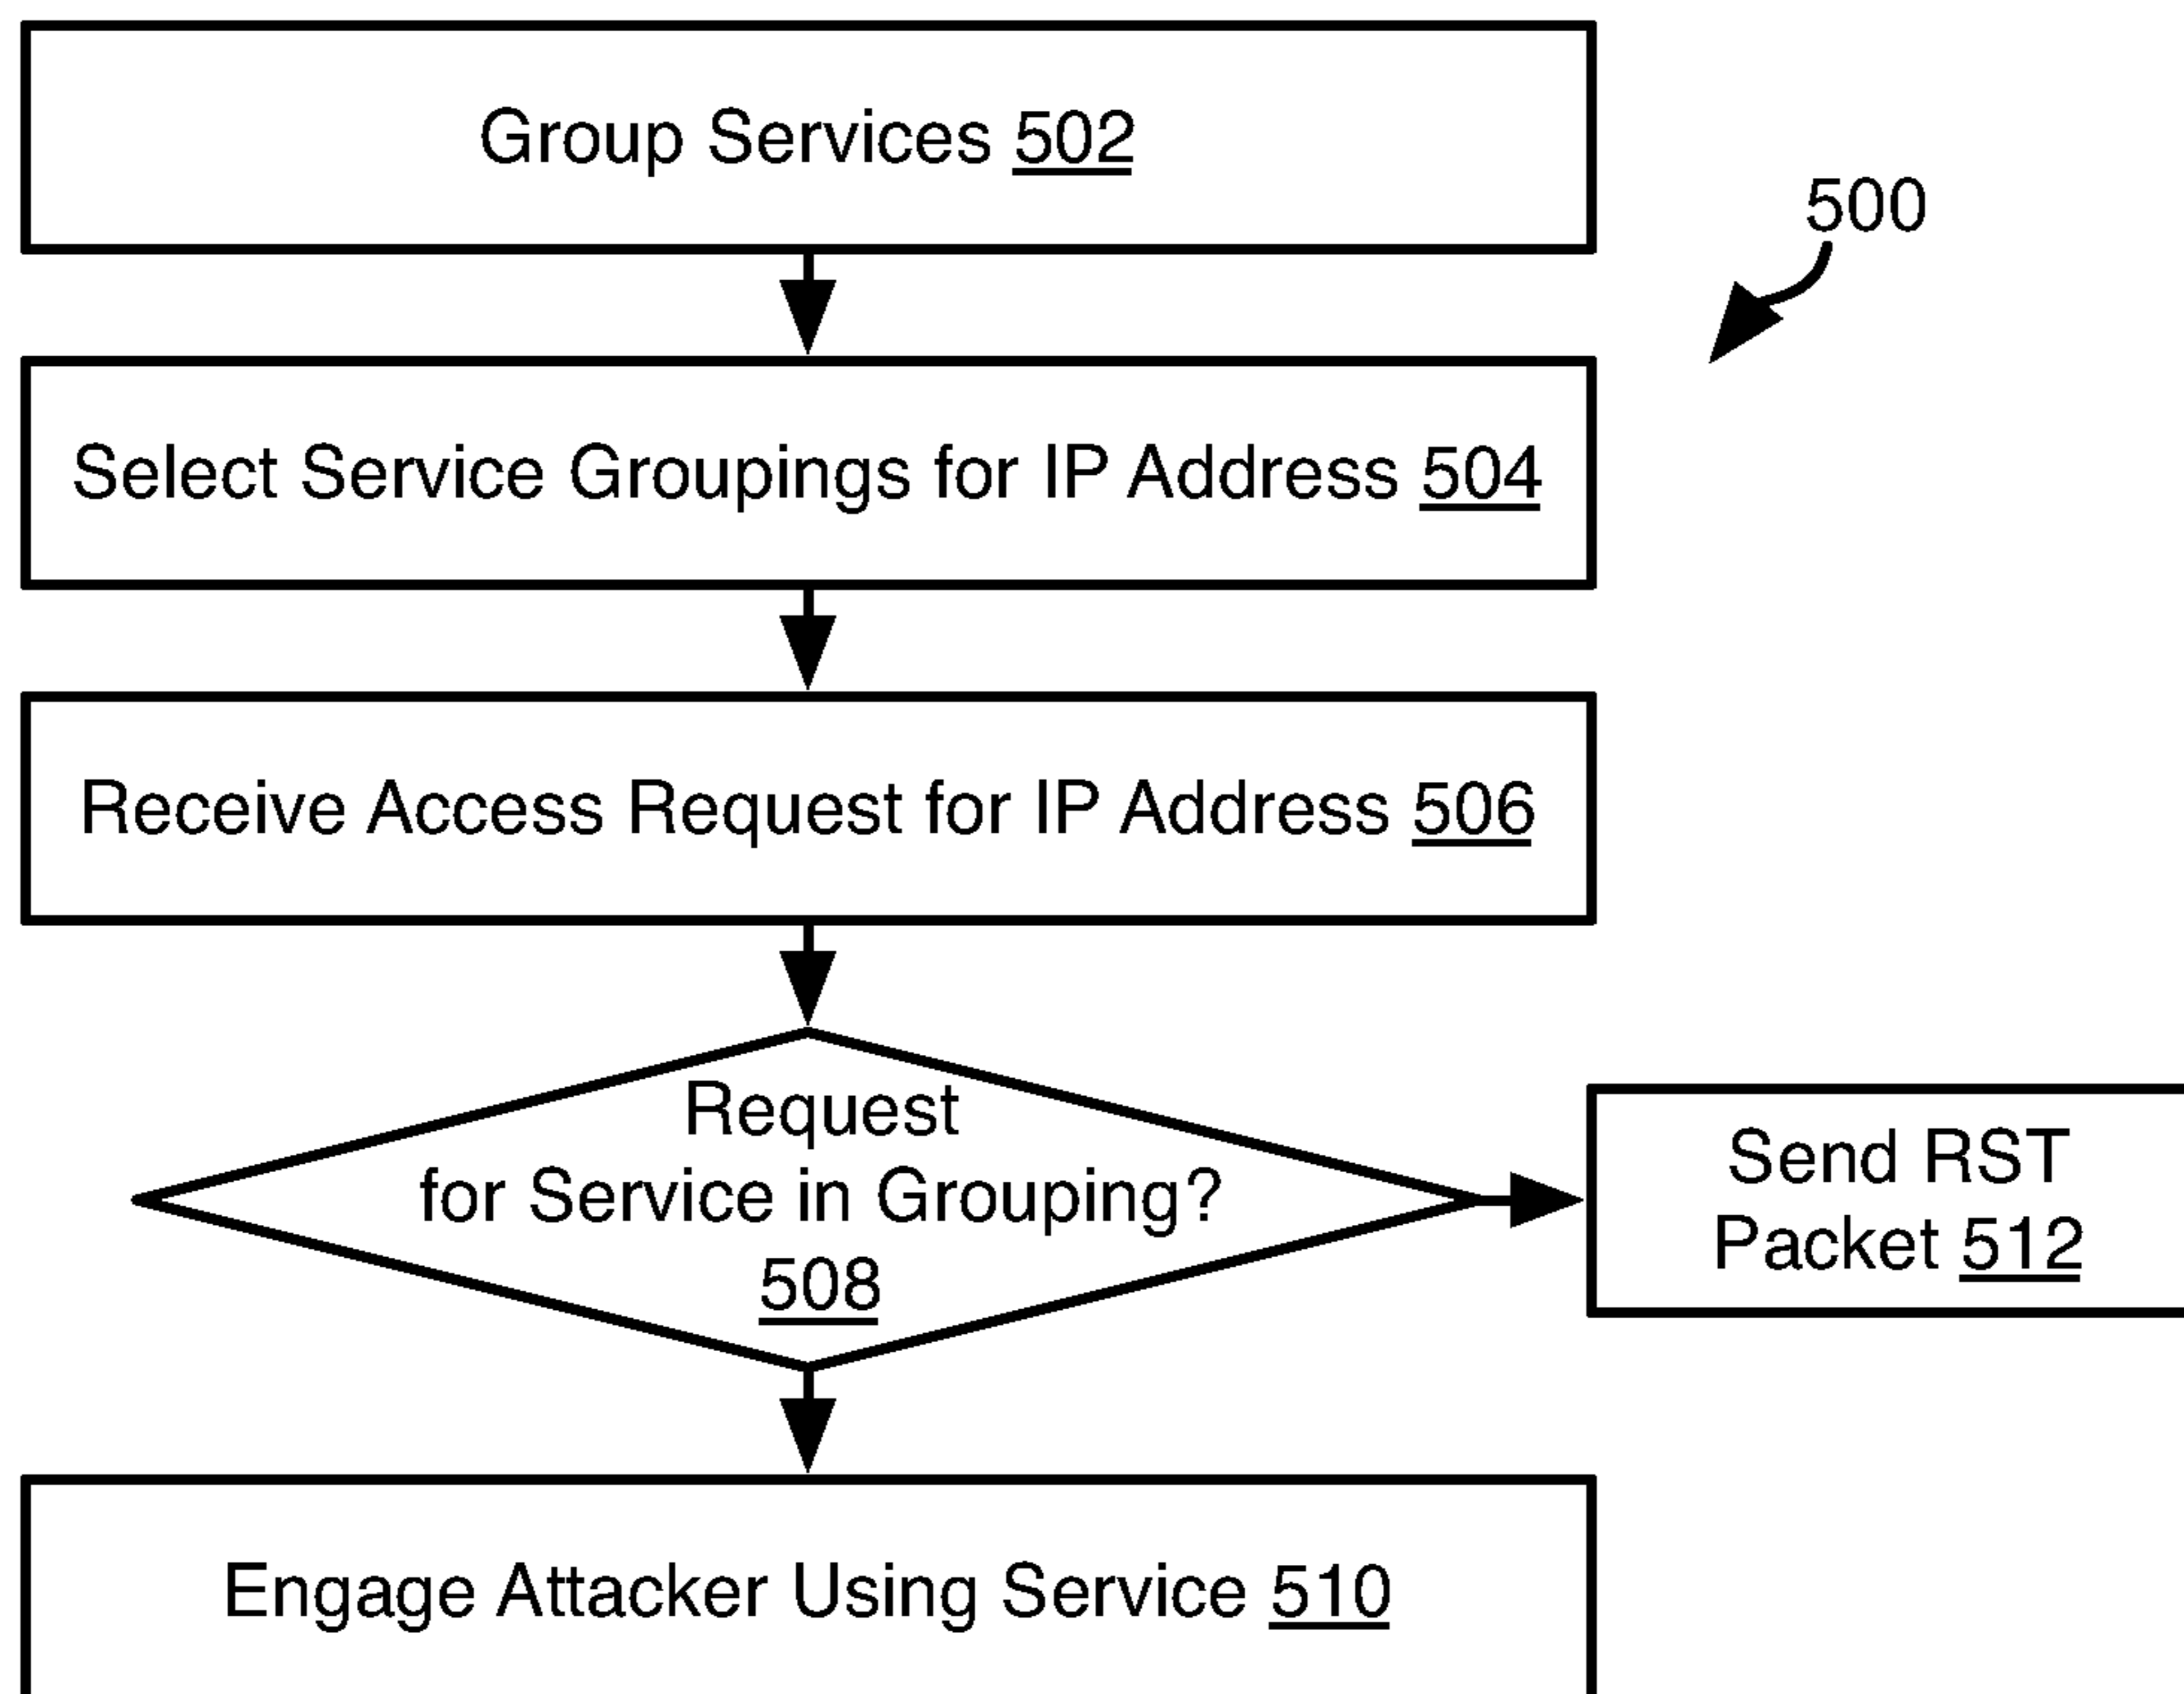 Group Services 502
500
Select Service Groupings for IP Address 504
Receive Access Request for IP Address 506
Request
for Service in Grouping?
508
Send RST
Packet 512
Engage Attacker Using Service 510